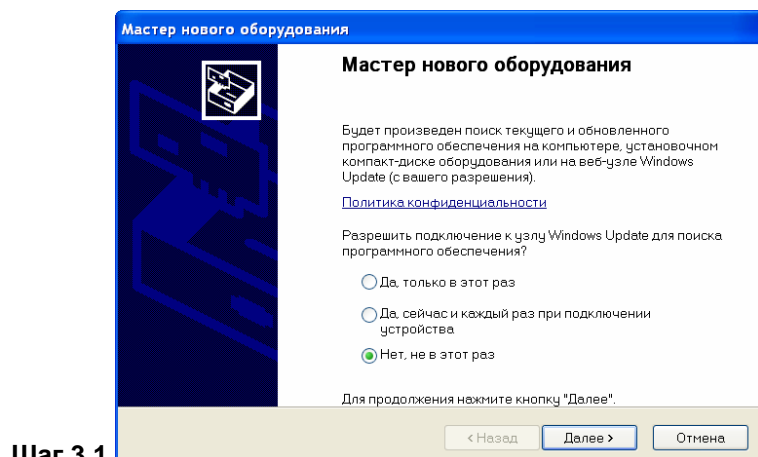 Мастер нового оборудования
Мастер нового оборудования
Будет произведен поиск текущего и обновленного
программного обеспечения на компьютере, установочном
компакт-диске оборудования или на веб-узле Windows
Update (с вашего разрешения).
Политика конфиденциальности
Разрешить подключение к узлу Windows Update для поиска
программного обеспечения?
Да, только в этот раз
Да, сейчас и каждый раз при подключении
устройства
Нет, не в этот раз
Для продолжения нажмите кнопку "Далее".
< Назад Далее > Отмена
Шаг 3.1